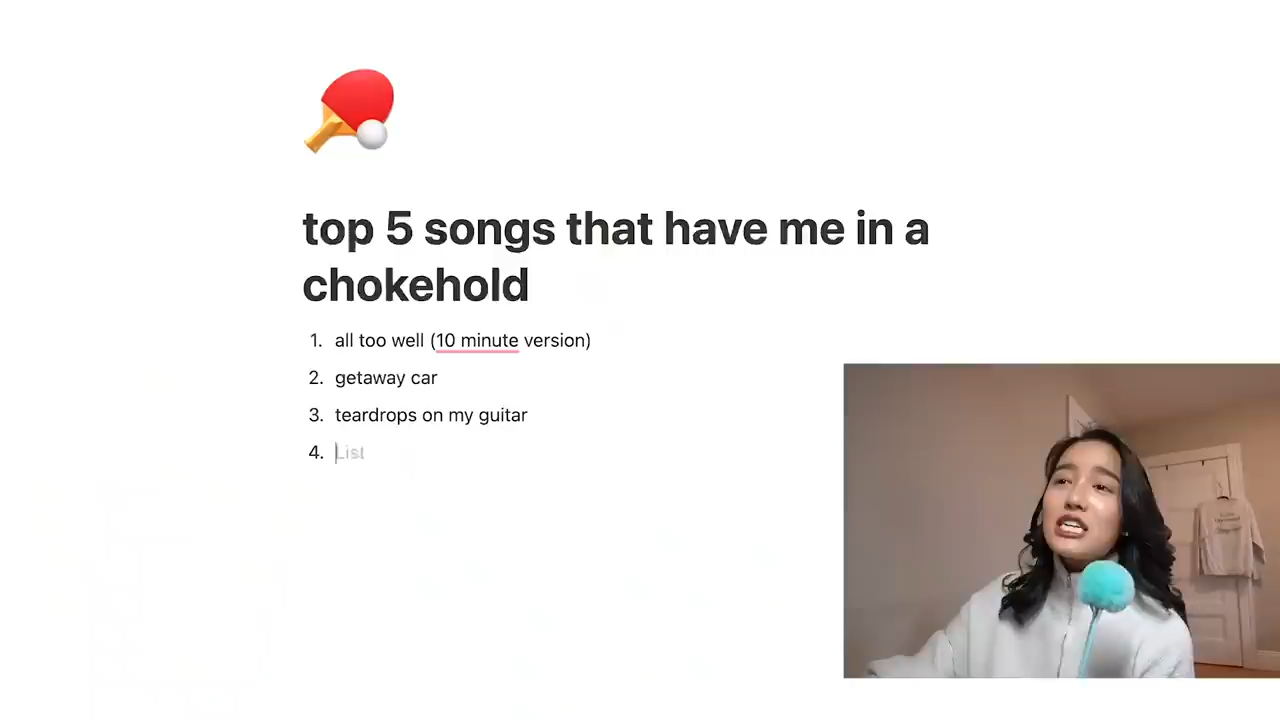 top 5 songs that have me in a
chokehold
1. all too well (10 minute version)
2. getaway car
3. teardrops on my guitar
4. List